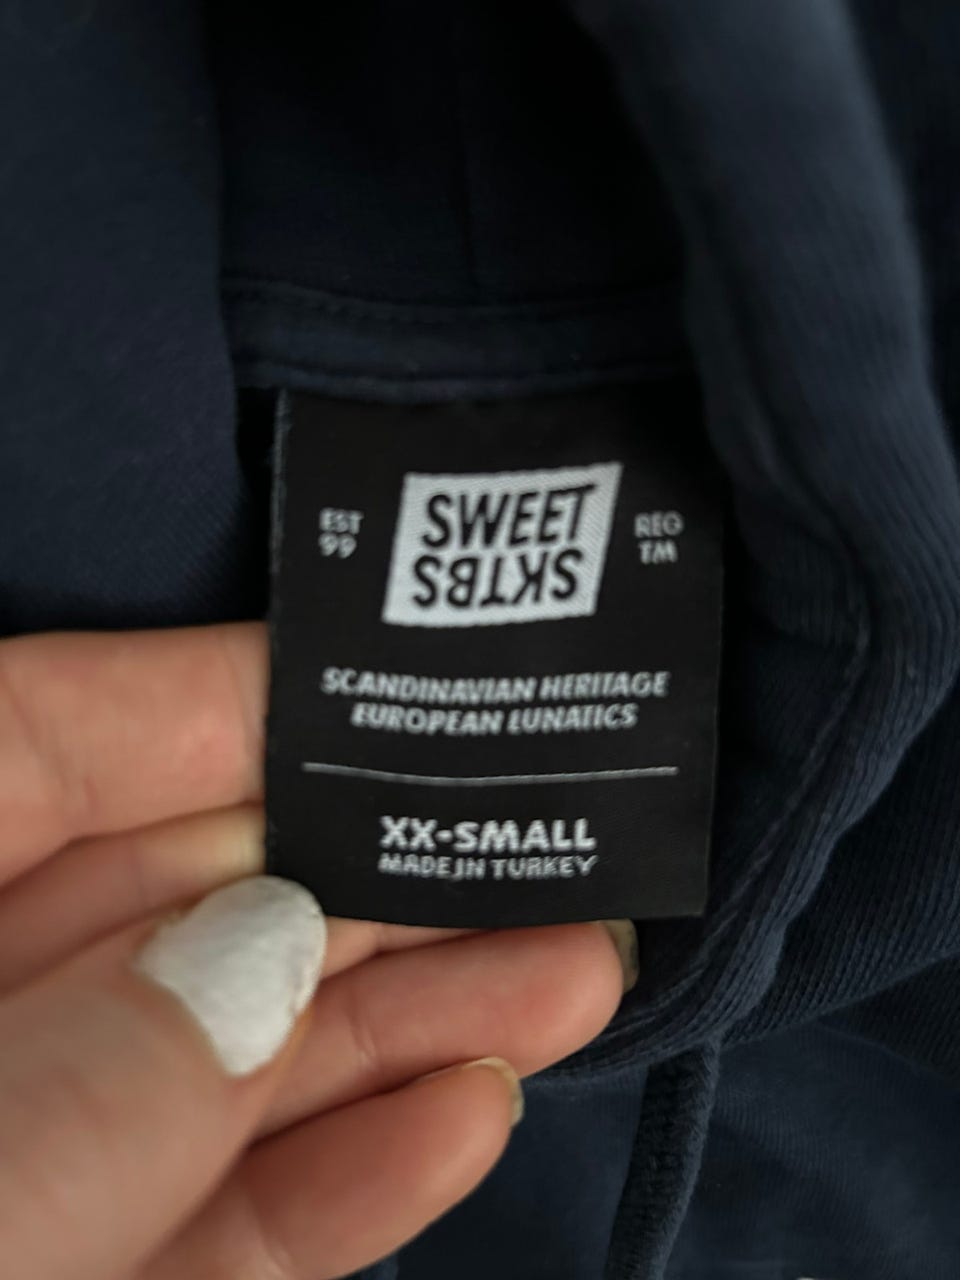 EST
99
SWEET
SKTBS
REG
TM
SCANDINAVIAN HERITAGE
EUROPEAN LUNATICS
XX-SMALL
MADE IN TURKEY